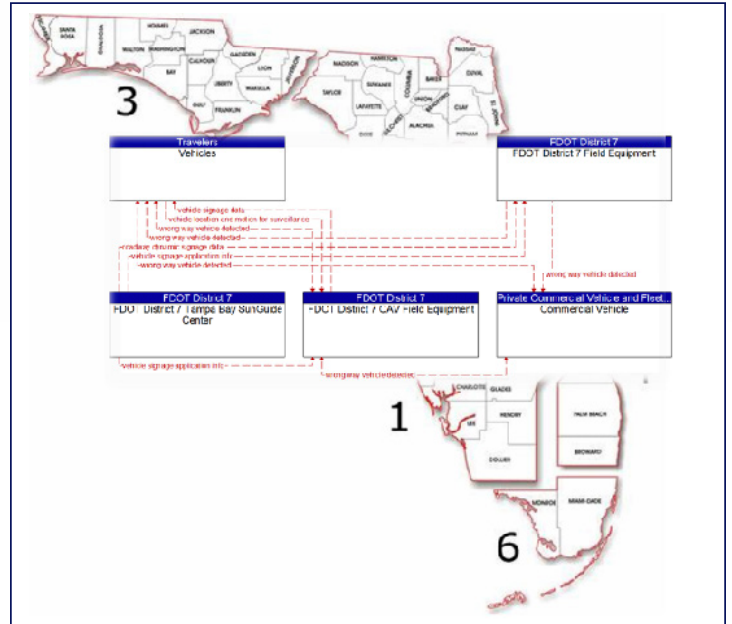 SANTA
ROSA
OKALOOSA
HOLMES
WALTON
WASHINGTON
JACKSON
BAY
CALHOUN
GADSDEN
LEON
LIBERTY
WAKULLA
JEFFERSON
GULF
FRANKLIN
MADISON
HAMILTON
TAYLOR
SUWANNEE
COLUMBIA
BAKER
NASSAU
DUVAL
LAFAYETTE
UNION
BRADFORD
CLAY
ST. JOHNS
GILCHRIST
ALACHUA
3
Travelers
Vehicles
FDOT District 7
FDOT District 7 Field Equipment
vehicle signage data
vehicle location and motion for surveillance
wrong way vehicle detected
wrong way vehicle detected
roadway dynamic signage data
vehicle signage application info
wrong way vehicle detected
wrong way vehicle detected
FDOT District 7
FDOT District 7 Tampa Bay SunGuide
Center
FDOT District 7
FDOT District 7 CAV Field Equipment
Private Commercial Vehicle and Fleet...
Commercial Vehicle
vehicle signage application info
wrong way vehicle detected
CHARLOTTE
GLADES
LEE
HENDRY
COLLIER
PALM BEACH
BROWARD
1
MONROE
MIAMI-DADE
6